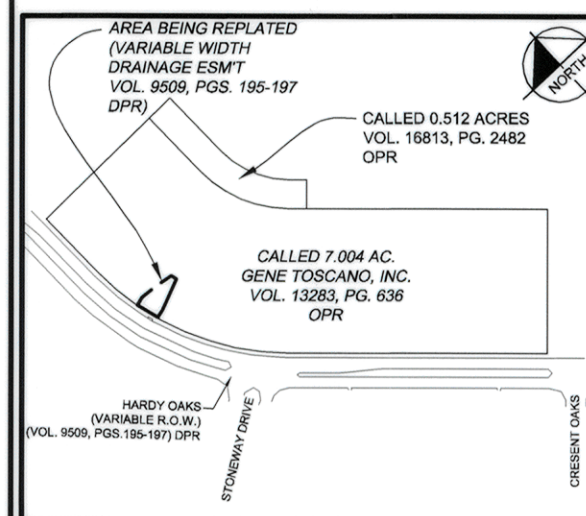 AREA BEING REPLATED
(VARIABLE WIDTH
DRAINAGE ESM'T
VOL. 9509, PGS. 195-197
DPR)
NORTH
CALLED 0.512 ACRES
VOL. 16813, PG. 2482
OPR
CALLED 7.004 AC.
GENE TOSCANO, INC.
VOL. 13283, PG. 636
OPR
HARDY OAKS
(VARIABLE R.O.W.)
(VOL. 9509, PGS.195-197) DPR
STONEWAY DRIVE
CRESENT OAKS